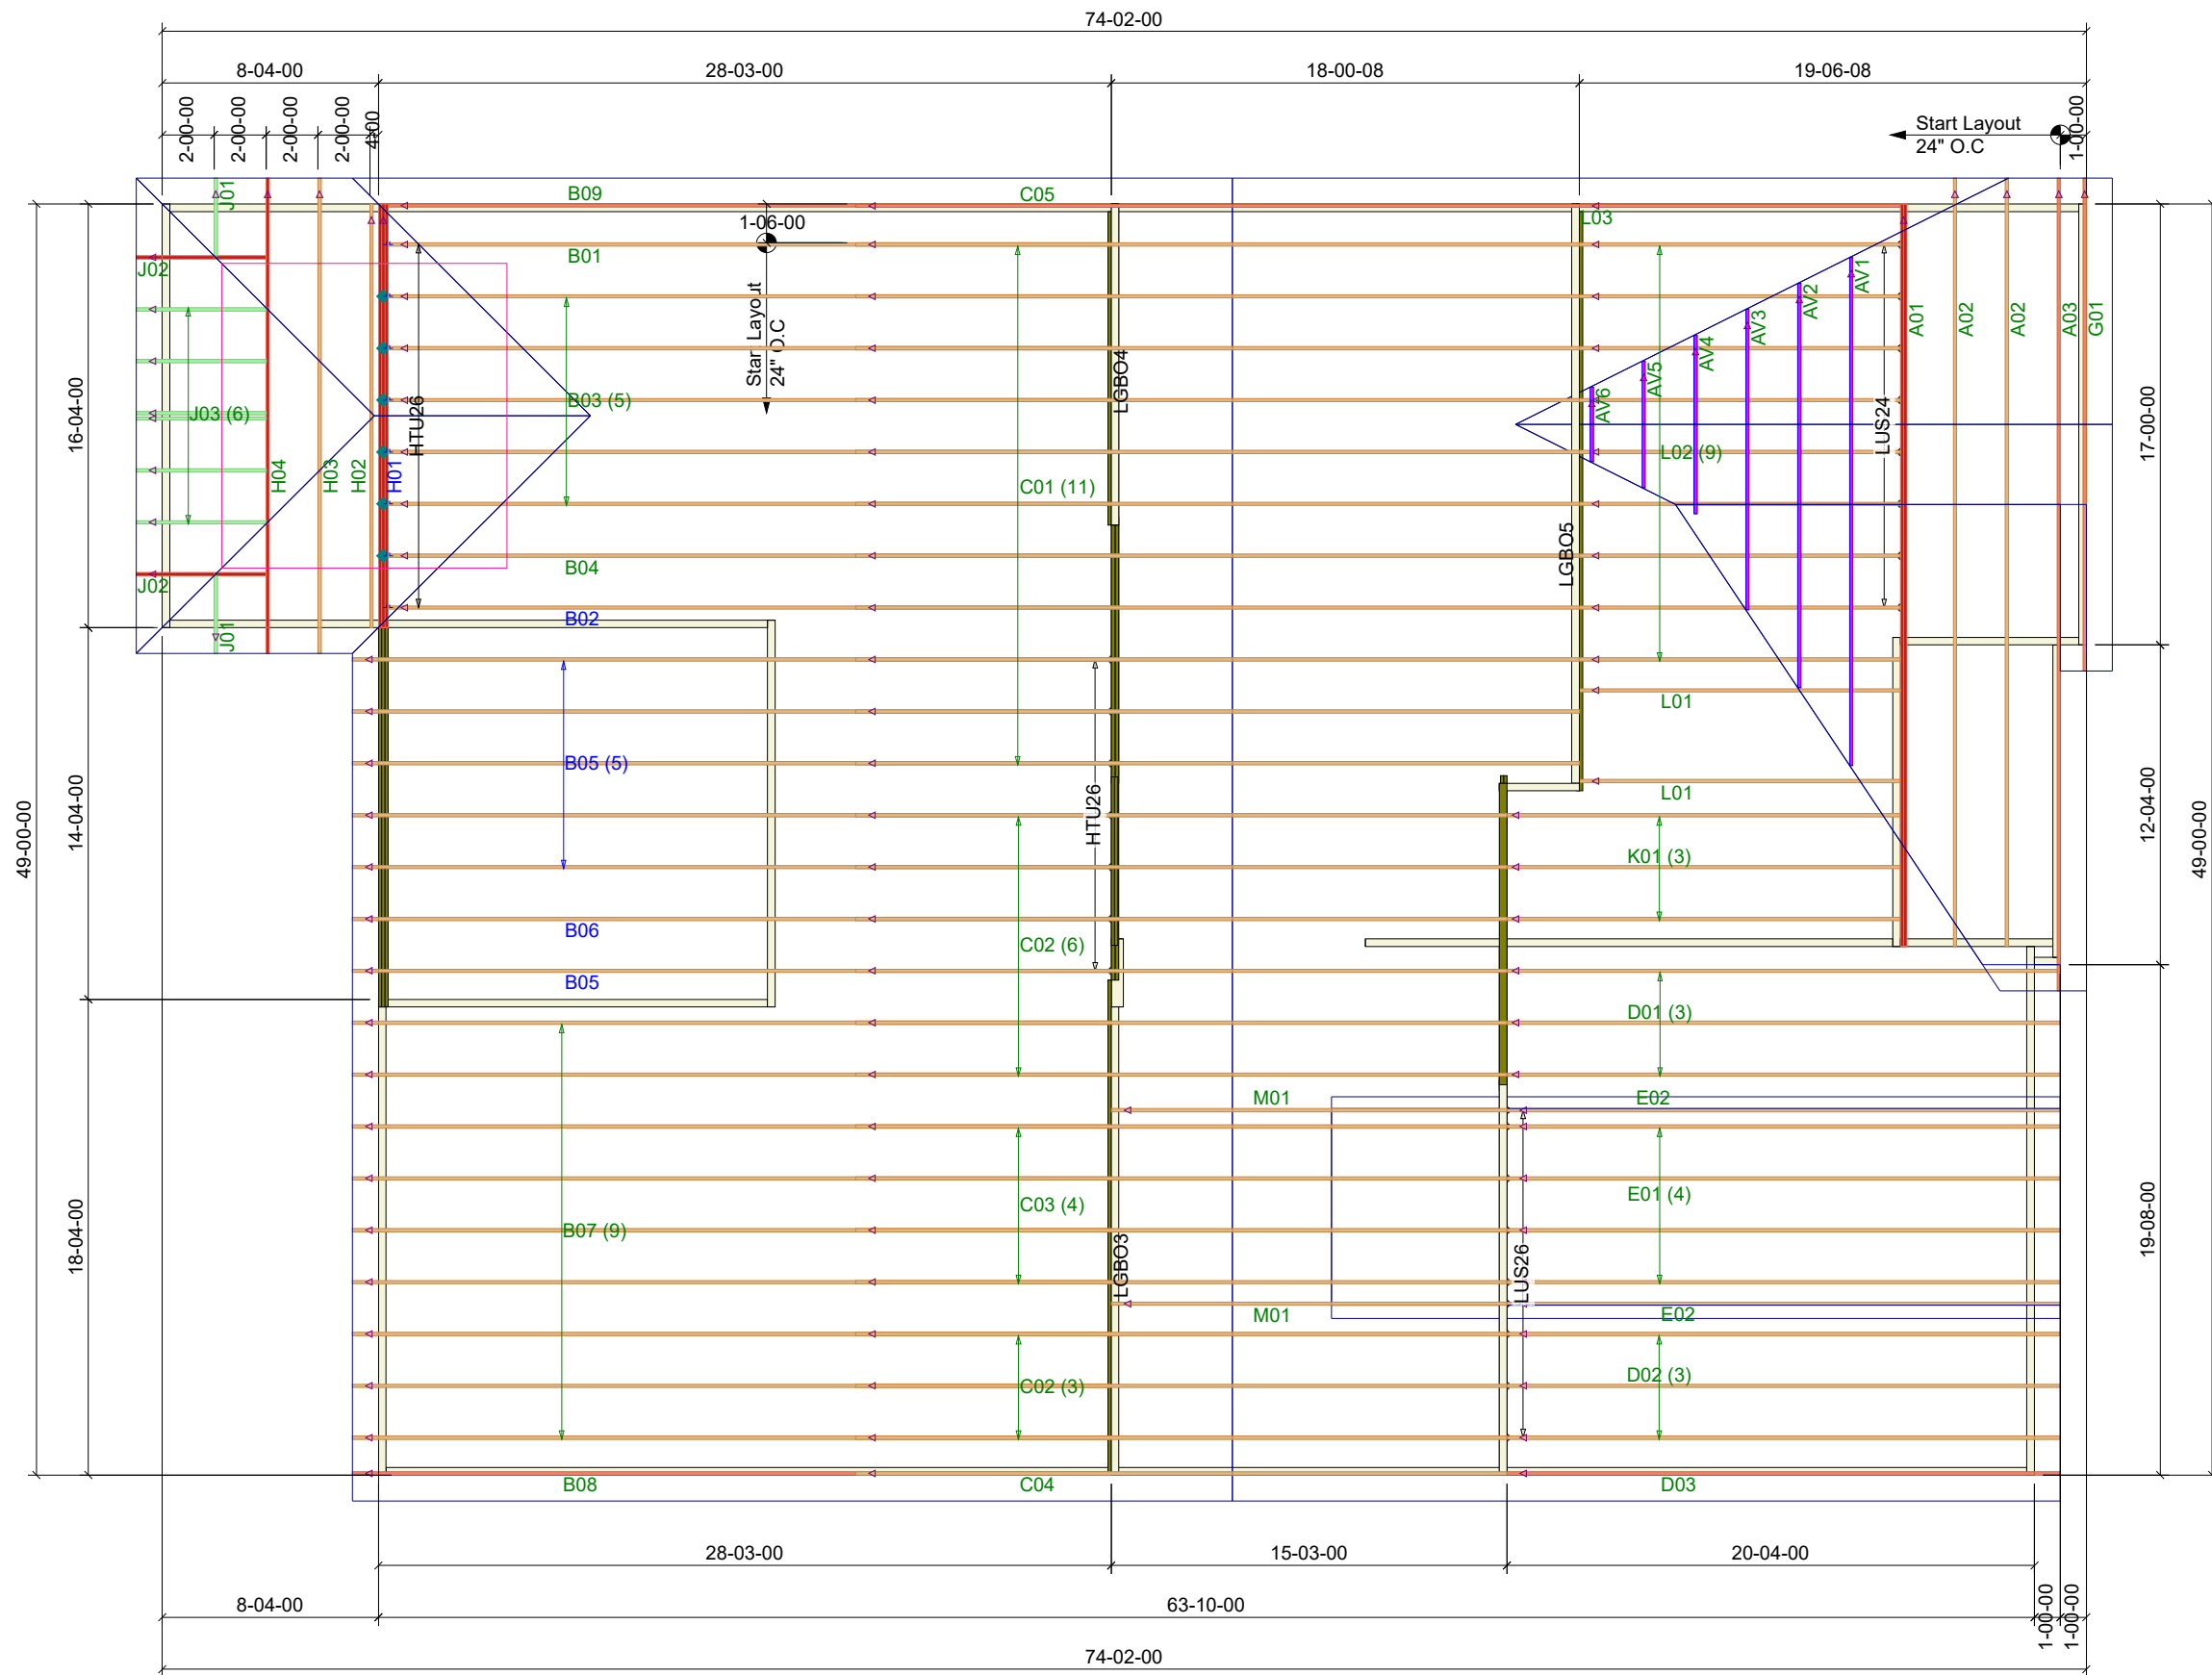 74-02-00
8-04-00
28-03-00
18-00-08
19-06-08
2-00-00
2-00-00
2-00-00
2-00-00
4-00
Start Layout
24" O.C
1-00-00
J01
B09
C05
L03
1-06-00
J02
B01
Start Layout
24" O.C
AV1
AV2
AV3
AV4
AV5
AV6
A01
A02
A02
A03
G01
LGBO4
J03 (6)
B03 (5)
HTU26
LUS24
16-04-00
17-00-00
H04
H03
H02
H01
L02 (9)
C01 (11)
LGBO5
B04
J02
J01
B02
L01
B05 (5)
L01
HTU26
K01 (3)
49-00-00
14-04-00
12-04-00
49-00-00
B06
C02 (6)
B05
D01 (3)
M01
E02
C03 (4)
E01 (4)
B07 (9)
LGBO3
LUS26
18-04-00
19-08-00
M01
E02
C02 (3)
D02 (3)
B08
C04
D03
28-03-00
15-03-00
20-04-00
8-04-00
63-10-00
1-00-00
1-00-00
74-02-00